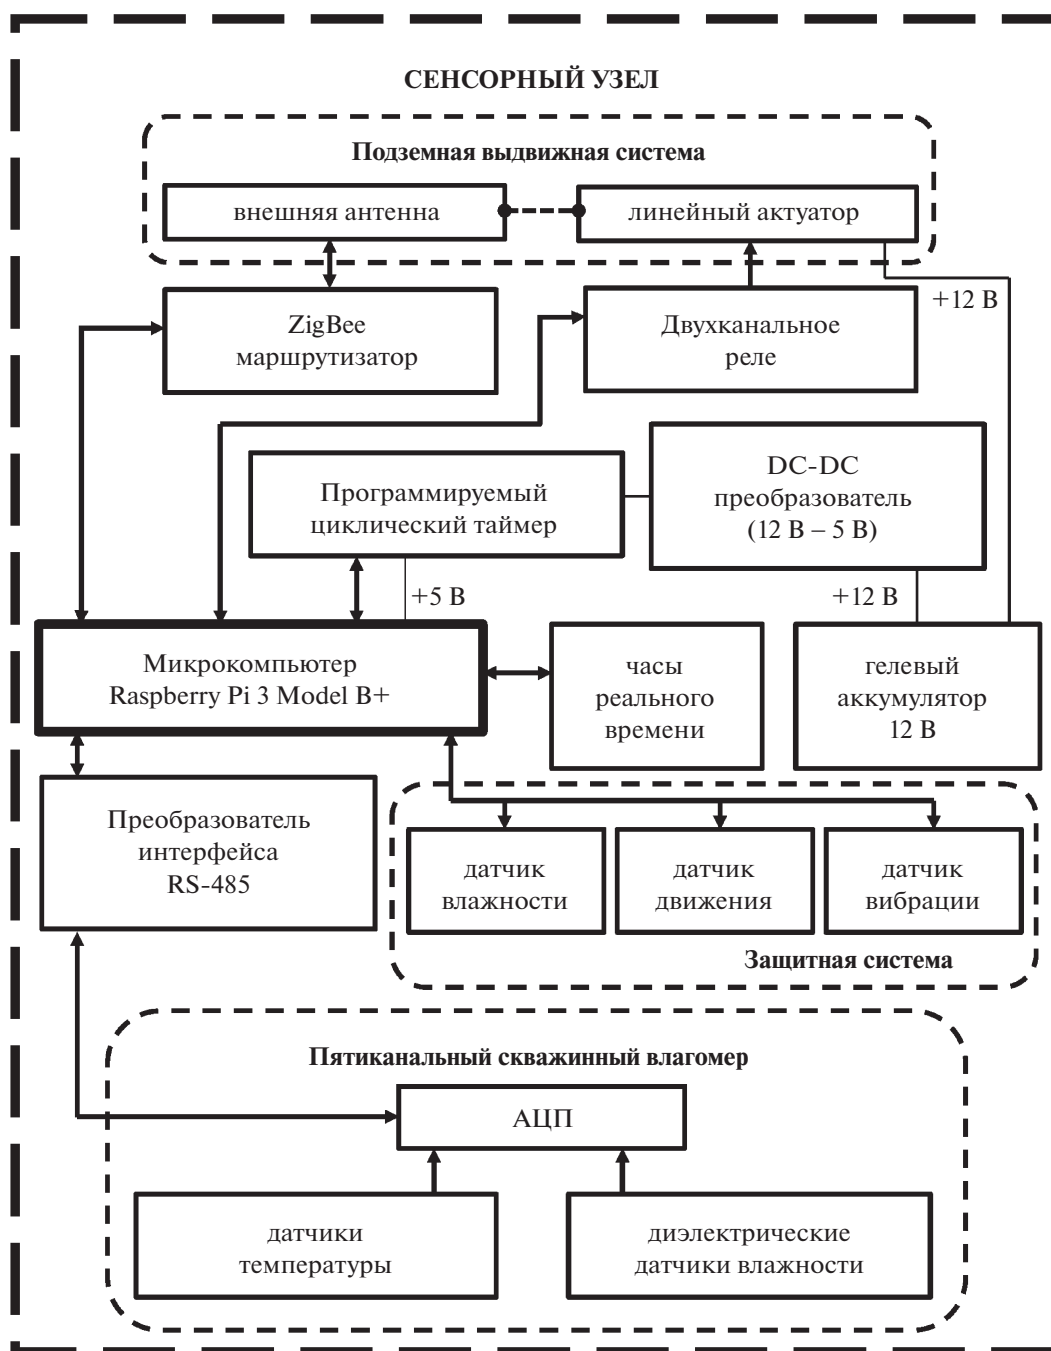 СЕНСОРНЫЙ УЗЕЛ
Подземная выдвижная система
внешняя антенна
линейный актуатор
+12 В
ZigBee
маршрутизатор
Двухканальное
реле
DC-DC
преобразователь
(12 В – 5 В)
Программируемый
циклический таймер
+5 В
+12 В
Микрокомпьютер
Raspberry Pi 3 Model B+
часы
реального
времени
гелевый
аккумулятор
12 В
Преобразователь
интерфейса
RS-485
датчик
влажности
датчик
движения
датчик
вибрации
Защитная система
Пятиканальный скважинный влагомер
АЦП
датчики
температуры
диэлектрические
датчики влажности